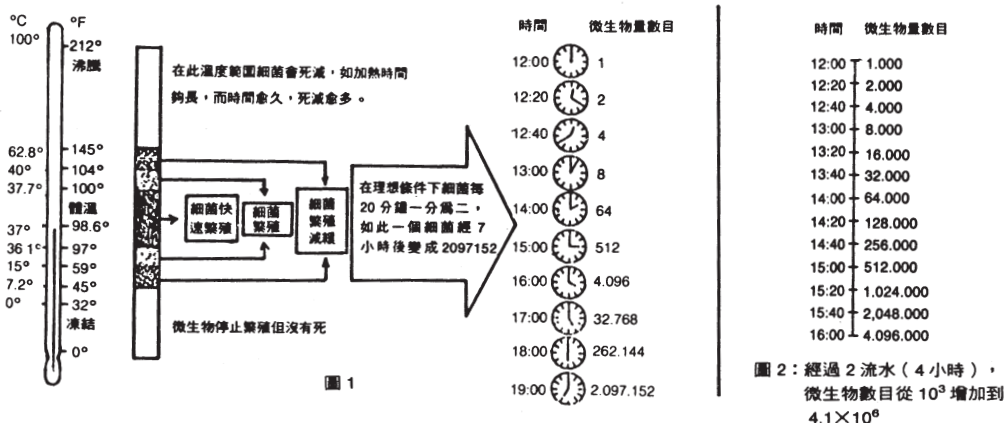 °C
°F
100°
212°
沸騰
62.8°
145°
40°
104°
37.7°
100°
體溫
37°
98.6°
36.1°
97°
15°
59°
7.2°
45°
0°
32°
凍結
0°
在此溫度範圍細菌會死滅，如加熱時間
夠長，而時間愈久，死滅愈多。
細菌快
速繁殖
細菌
繁殖
細菌
繁殖
減緩
微生物停止繁殖但沒有死
在理想條件下細菌每
20分鐘一分為二，
如此一個細菌經 7
小時後變成 2097152
圖 1
時間 微生物量數目
12:00 1
12:20 2
12:40 4
13:00 8
14:00 64
15:00 512
16:00 4.096
17:00 32.768
18:00 262.144
19:00 2.097.152
時間 微生物量數目
12:00 1.000
12:20 2.000
12:40 4.000
13:00 8.000
13:20 16.000
13:40 32.000
14:00 64.000
14:20 128.000
14:40 256.000
15:00 512.000
15:20 1.024.000
15:40 2,048.000
16:00 4.096.000
圖 2：經過 2 流水（4 小時），
微生物數目從 10³ 增加到
4.1×10⁶